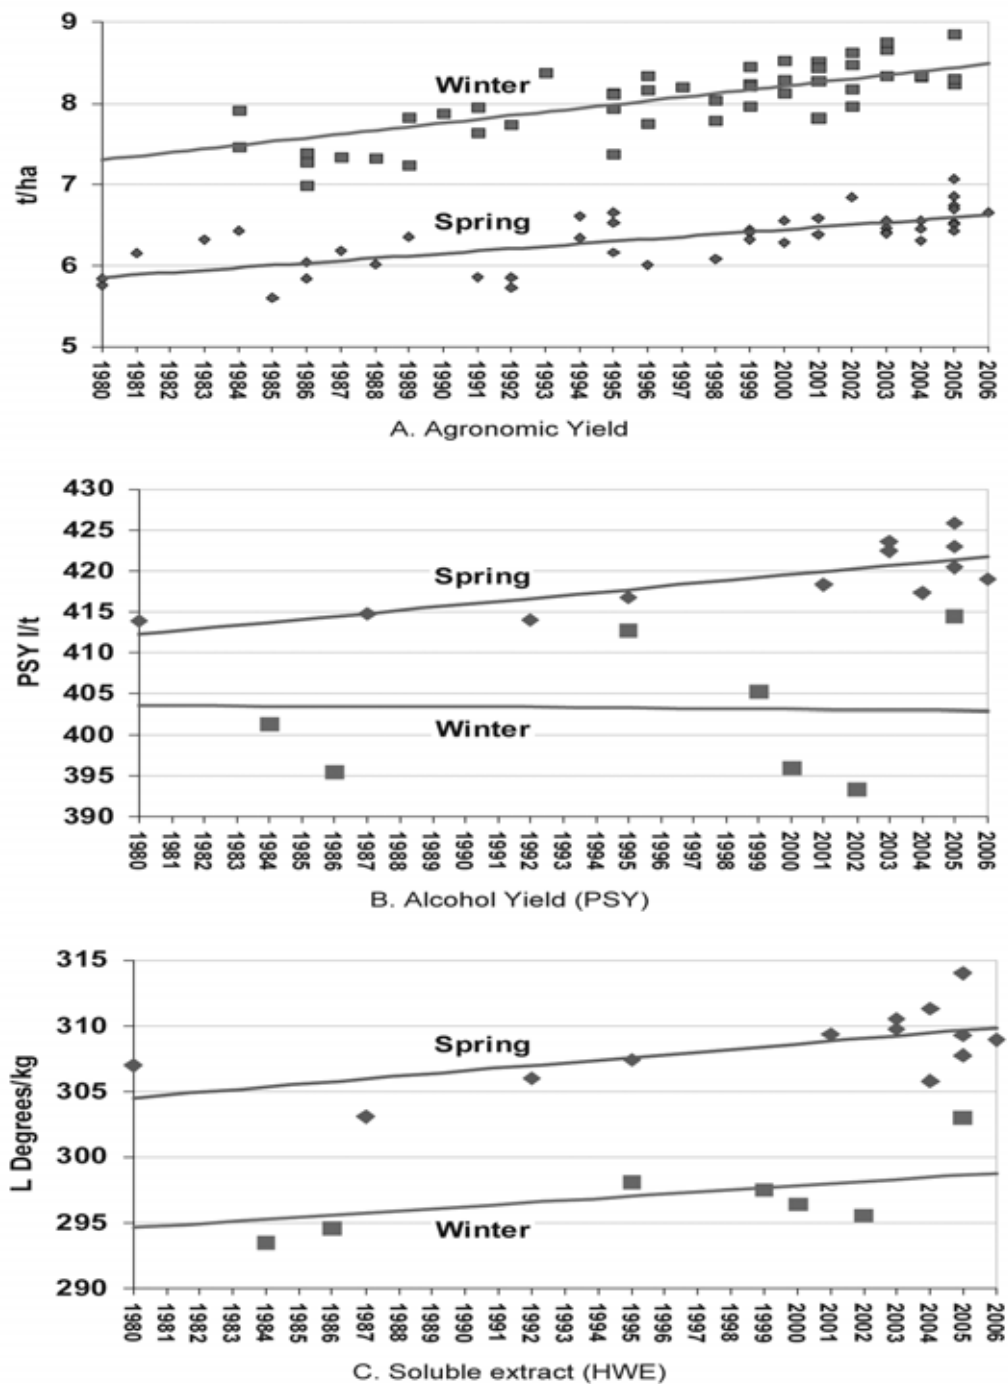 9
8
7
6
5
t/ha
Winter
Spring
1980 1981 1982 1983 1984 1985 1986 1987 1988 1989 1990 1991 1992 1993 1994 1995 1996 1997 1998 1999 2000 2001 2002 2003 2004 2005 2006
A. Agronomic Yield
430
425
420
415
410
405
400
395
390
PSY l/t
Spring
Winter
1980 1981 1982 1983 1984 1985 1986 1987 1988 1989 1990 1991 1992 1993 1994 1995 1996 1997 1998 1999 2000 2001 2002 2003 2004 2005 2006
B. Alcohol Yield (PSY)
315
310
305
300
295
290
L Degrees/kg
Spring
Winter
1980 1981 1982 1983 1984 1985 1986 1987 1988 1989 1990 1991 1992 1993 1994 1995 1996 1997 1998 1999 2000 2001 2002 2003 2004 2005 2006
C. Soluble extract (HWE)